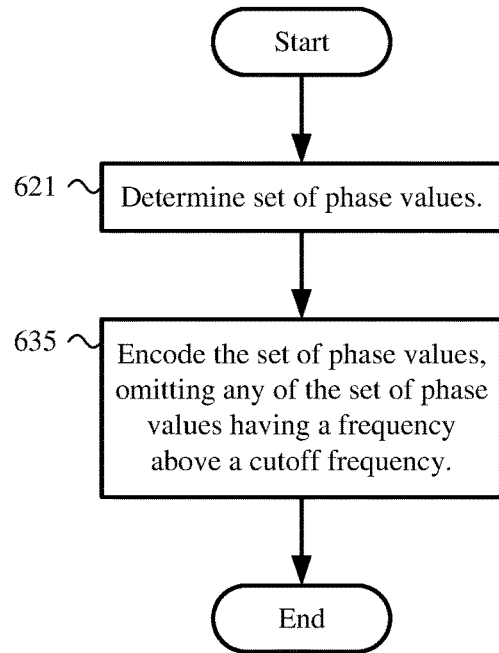 Start
621
Determine set of phase values.
635
Encode the set of phase values,
omitting any of the set of phase
values having a frequency
above a cutoff frequency.
End